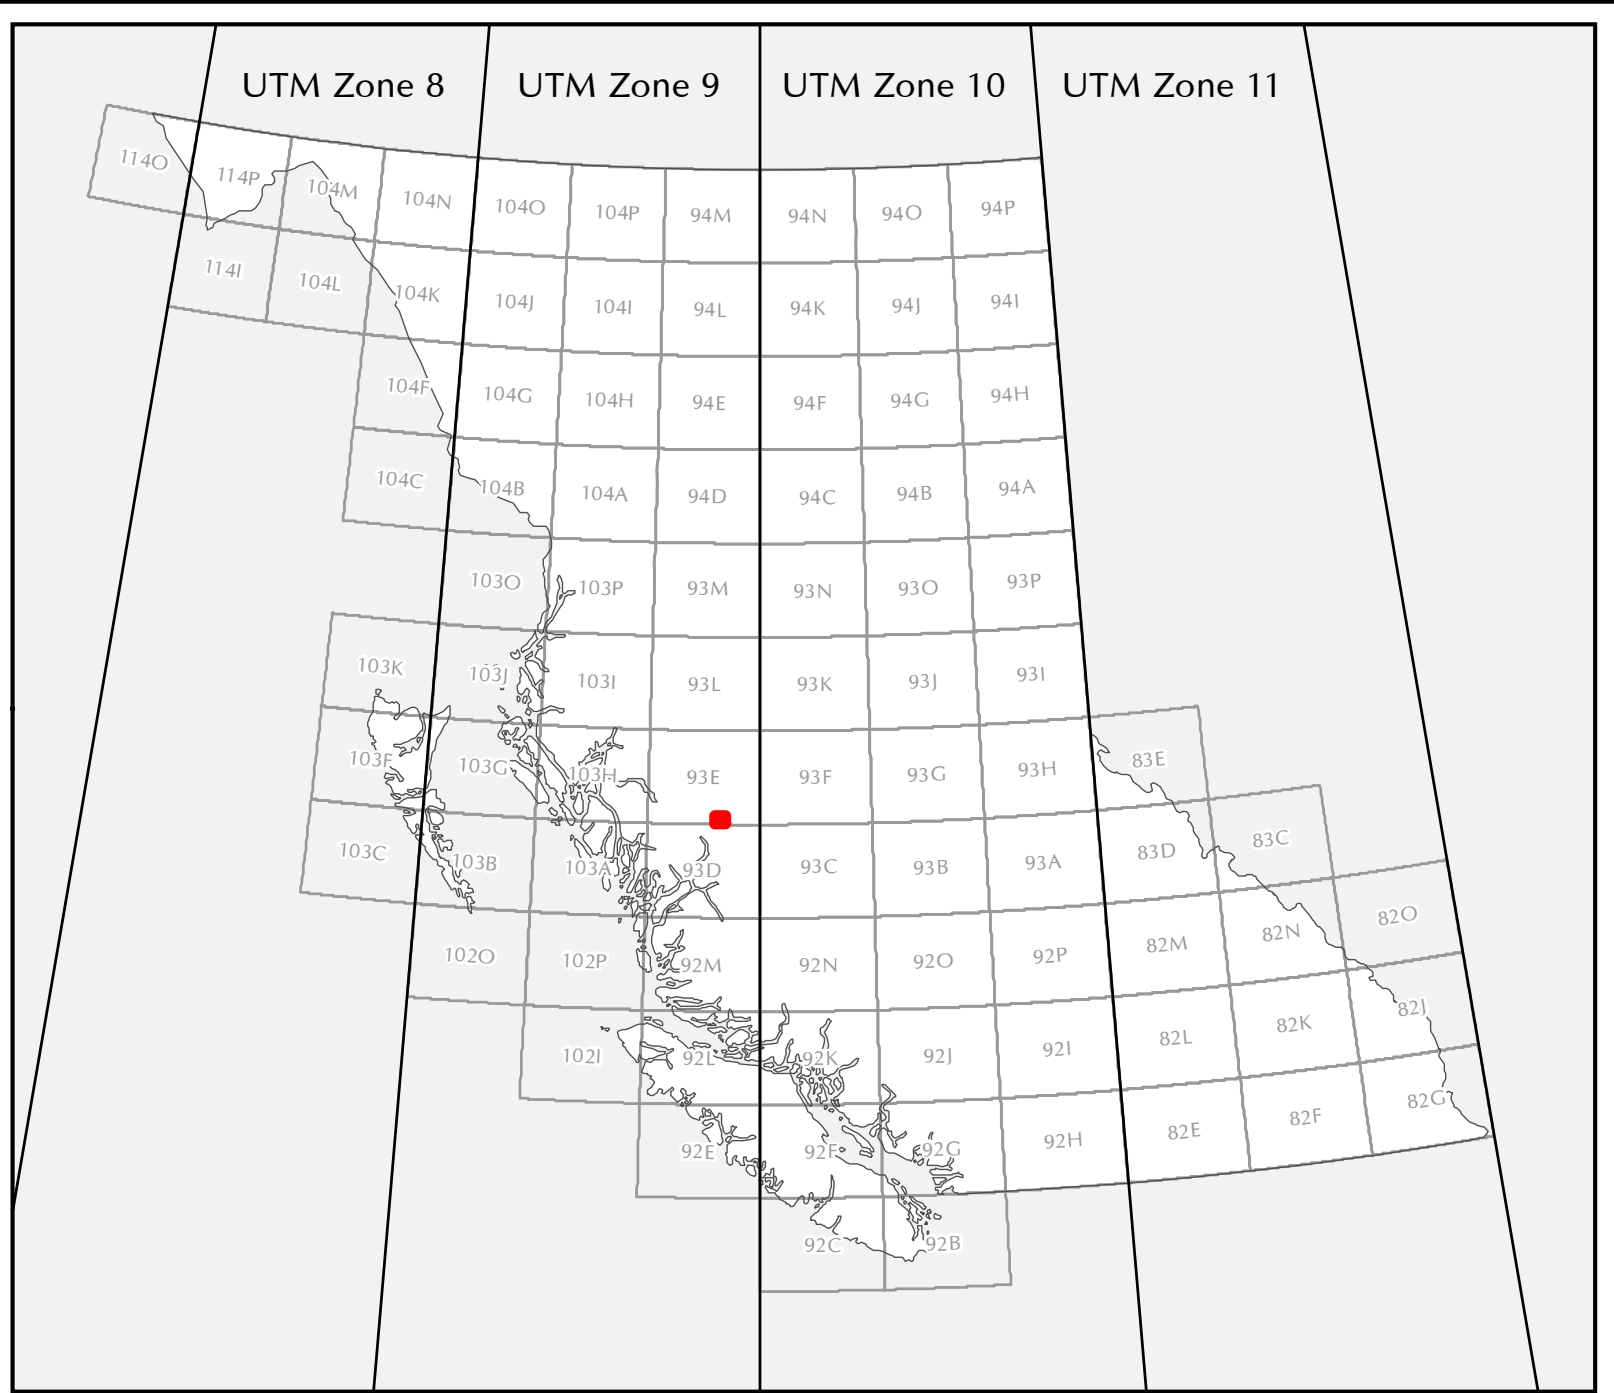 UTM Zone 8 UTM Zone 9 UTM Zone 10 UTM Zone 11
114O 114P 104M 104N 104O 104P 94M 94N 94O 94P
114I 104L 104K 104J 104I 94L 94K 94J 94I
104F 104G 104H 94E 94F 94G 94H
104C 104B 104A 94D 94C 94B 94A
103O 103P 93M 93N 93O 93P
103K 103J 103I 93L 93K 93J 93I
103F 103G 103H 93E 93F 93G 93H 83E
103C 103B 103A 93D 93C 93B 93A 83D 83C
102O 102P 92M 92N 92O 92P 82M 82N 82O
102I 92L 92K 92J 92I 82L 82K 82J
92E 92F 92G 92H 82E 82F 82G
92C 92B